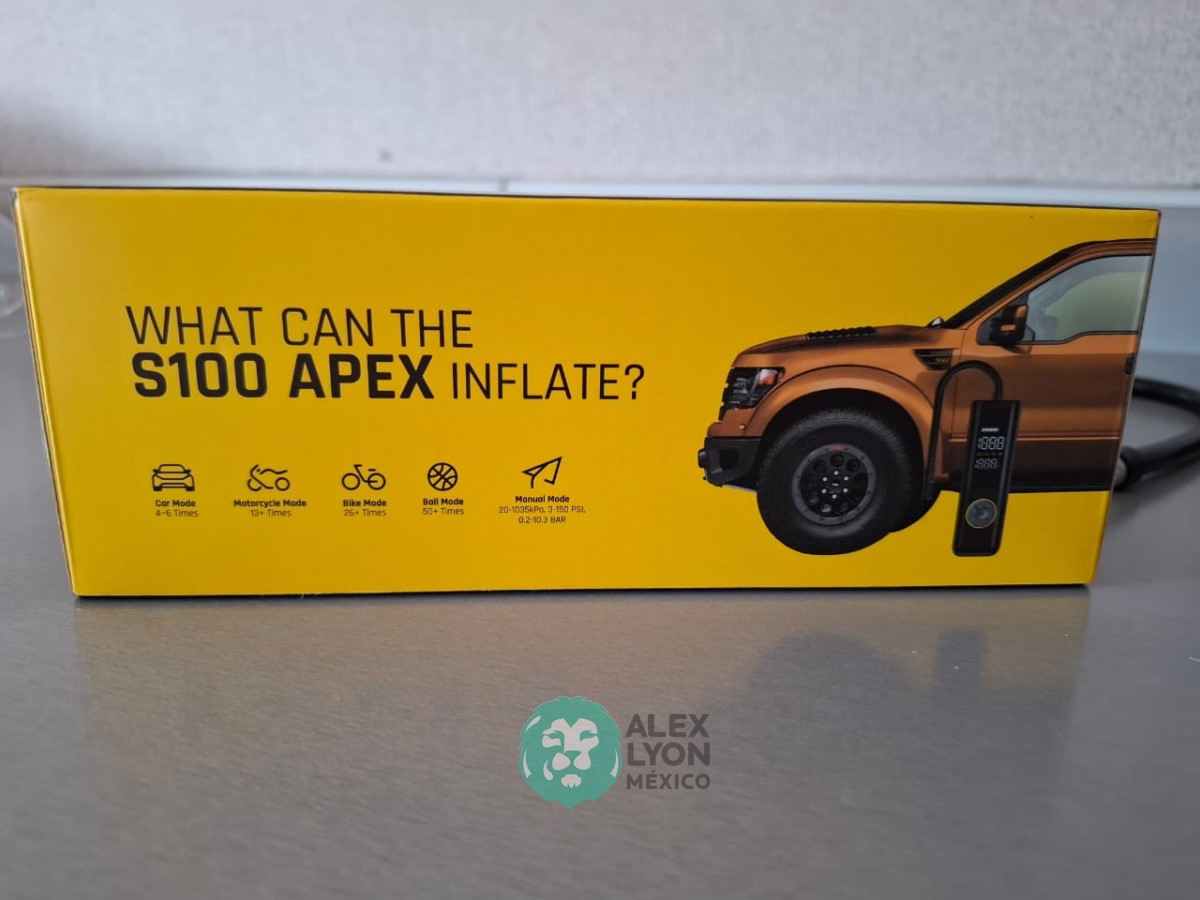 WHAT CAN THE
S100 APEX INFLATE?
Car Mode
4-6 Times
Motorcycle Mode
13+ Times
Bike Mode
26+ Times
Ball Mode
50+ Times
Manual Mode
20-1035kPa, 3-150 PSI,
0.2-10.3 BAR
ALEX
LYON
MÉXICO